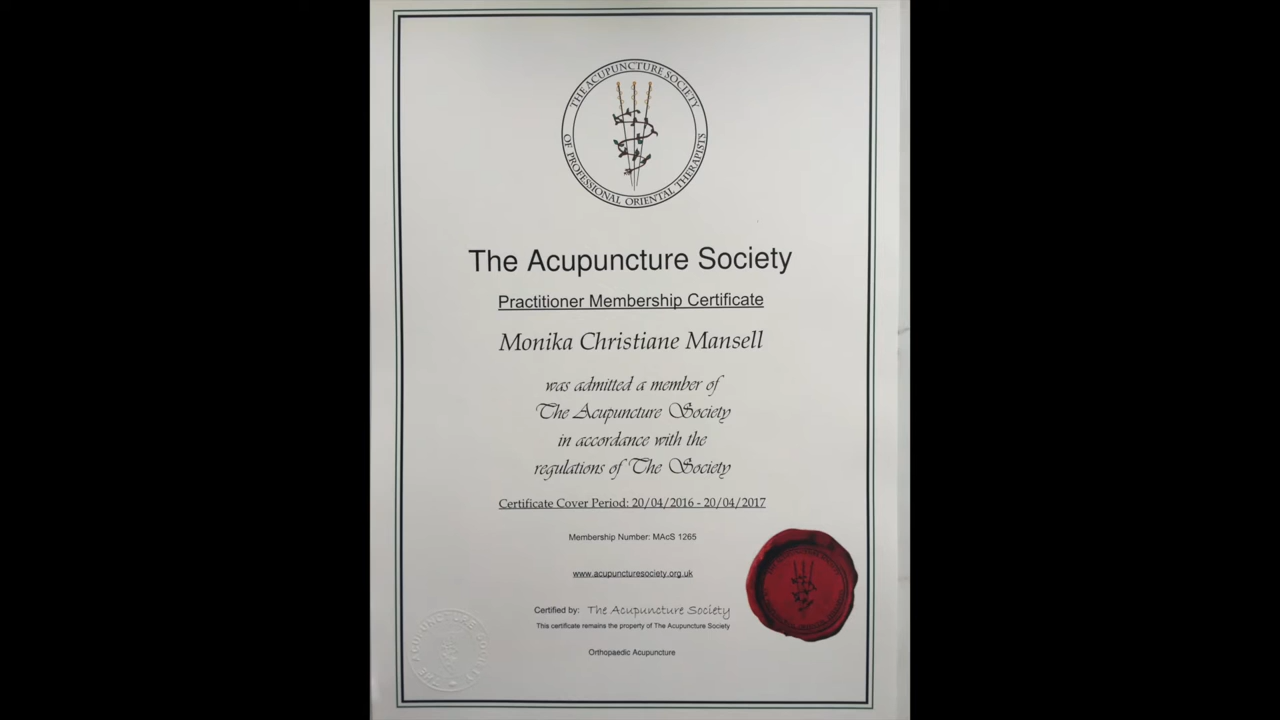 THE ACUPUNCTURE SOCIETY
OF PROFESSIONAL ORIENTAL THERAPISTS
The Acupuncture Society
Practitioner Membership Certificate
Monika Christiane Mansell
was admitted a member of
The Acupuncture Society
in accordance with the
regulations of The Society
Certificate Cover Period: 20/04/2016 - 20/04/2017
Membership Number: MAcS 1265
www.acupuncturesociety.org.uk
Certified by: The Acupuncture Society
This certificate remains the property of The Acupuncture Society
Orthopaedic Acupuncture
THE ACUPUNCTURE SOCIETY